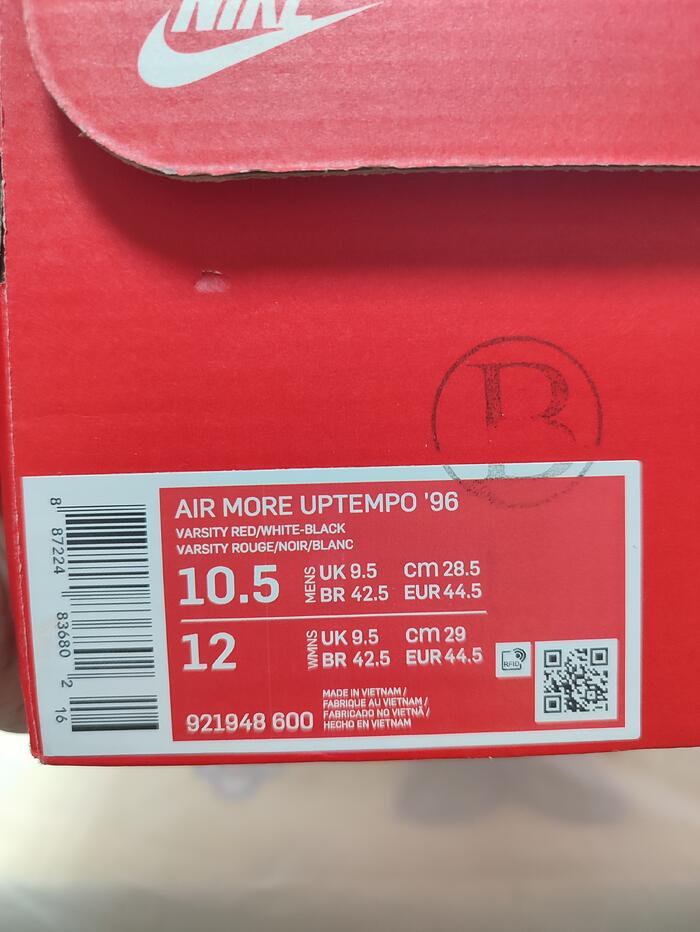 NIKE
B
AIR MORE UPTEMPO '96
VARSITY RED/WHITE-BLACK
VARSITY ROUGE/NOIR/BLANC
10.5 MENS UK 9.5 cm 28.5
BR 42.5 EUR 44.5
12 WMNS UK 9.5 cm 29
BR 42.5 EUR 44.5
RFID
921948 600
MADE IN VIETNAM /
FABRIQUE AU VIETNAM /
FABRICADO NO VIETNÃ /
HECHO EN VIETNAM
8 87224 83680 2 16